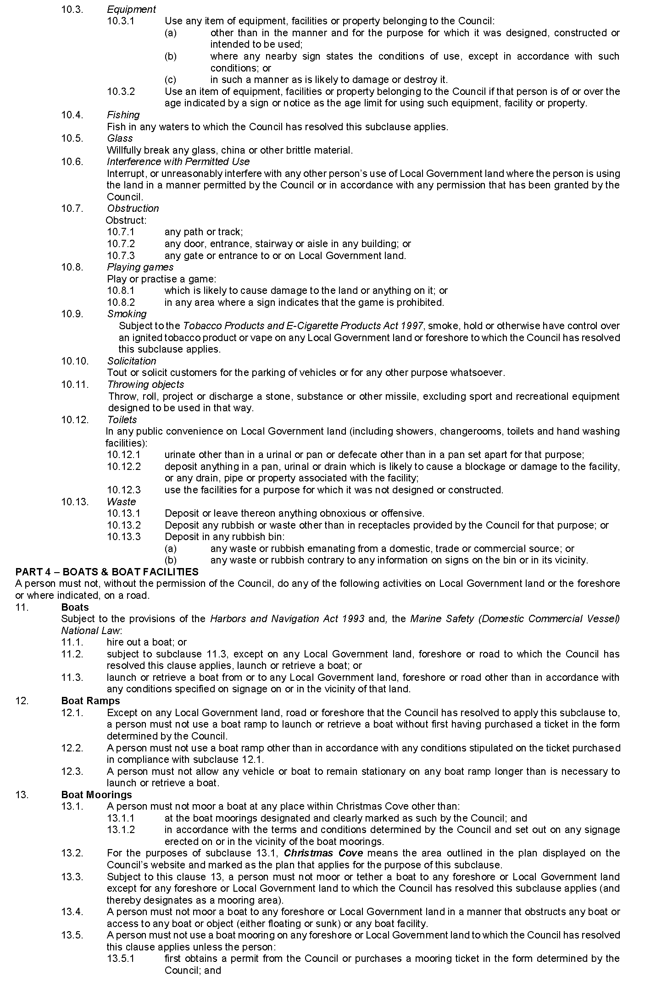 10.3. Equipment
10.3.1 Use any item of equipment, facilities or property belonging to the Council:
(a) other than in the manner and for the purpose for which it was designed, constructed or
intended to be used;
(b) where any nearby sign states the conditions of use, except in accordance with such
conditions; or
(c) in such a manner as is likely to damage or destroy it.
10.3.2 Use an item of equipment, facilities or property belonging to the Council if that person is of or over the
age indicated by a sign or notice as the age limit for using such equipment, facility or property.
10.4. Fishing
Fish in any waters to which the Council has resolved this subclause applies.
10.5. Glass
Willfully break any glass, china or other brittle material.
10.6. Interference with Permitted Use
Interrupt, or unreasonably interfere with any other person's use of Local Government land where the person is using
the land in a manner permitted by the Council or in accordance with any permission that has been granted by the
Council.
10.7. Obstruction
Obstruct:
10.7.1 any path or track;
10.7.2 any door, entrance, stairway or aisle in any building; or
10.7.3 any gate or entrance to or on Local Government land.
10.8. Playing games
Play or practise a game:
10.8.1 which is likely to cause damage to the land or anything on it; or
10.8.2 in any area where a sign indicates that the game is prohibited.
10.9. Smoking
Subject to the Tobacco Products and E-Cigarette Products Act 1997, smoke, hold or otherwise have control over
an ignited tobacco product or vape on any Local Government land or foreshore to which the Council has resolved
this subclause applies.
10.10. Solicitation
Tout or solicit customers for the parking of vehicles or for any other purpose whatsoever.
10.11. Throwing objects
Throw, roll, project or discharge a stone, substance or other missile, excluding sport and recreational equipment
designed to be used in that way.
10.12. Toilets
In any public convenience on Local Government land (including showers, changerooms, toilets and hand washing
facilities):
10.12.1 urinate other than in a urinal or pan or defecate other than in a pan set apart for that purpose;
10.12.2 deposit anything in a pan, urinal or drain which is likely to cause a blockage or damage to the facility,
or any drain, pipe or property associated with the facility;
10.12.3 use the facilities for a purpose for which it was not designed or constructed.
10.13. Waste
10.13.1 Deposit or leave thereon anything obnoxious or offensive.
10.13.2 Deposit any rubbish or waste other than in receptacles provided by the Council for that purpose; or
10.13.3 Deposit in any rubbish bin:
(a) any waste or rubbish emanating from a domestic, trade or commercial source; or
(b) any waste or rubbish contrary to any information on signs on the bin or in its vicinity.
PART 4 – BOATS & BOAT FACILITIES
A person must not, without the permission of the Council, do any of the following activities on Local Government land or the foreshore
or where indicated, on a road.
11. Boats
Subject to the provisions of the Harbors and Navigation Act 1993 and, the Marine Safety (Domestic Commercial Vessel)
National Law:
11.1. hire out a boat; or
11.2. subject to subclause 11.3, except on any Local Government land, foreshore or road to which the Council has
resolved this clause applies, launch or retrieve a boat; or
11.3. launch or retrieve a boat from or to any Local Government land, foreshore or road other than in accordance with
any conditions specified on signage on or in the vicinity of that land.
12. Boat Ramps
12.1. Except on any Local Government land, road or foreshore that the Council has resolved to apply this subclause to,
a person must not use a boat ramp to launch or retrieve a boat without first having purchased a ticket in the form
determined by the Council.
12.2. A person must not use a boat ramp other than in accordance with any conditions stipulated on the ticket purchased
in compliance with subclause 12.1.
12.3. A person must not allow any vehicle or boat to remain stationary on any boat ramp longer than is necessary to
launch or retrieve a boat.
13. Boat Moorings
13.1. A person must not moor a boat at any place within Christmas Cove other than:
13.1.1 at the boat moorings designated and clearly marked as such by the Council; and
13.1.2 in accordance with the terms and conditions determined by the Council and set out on any signage
erected on or in the vicinity of the boat moorings.
13.2. For the purposes of subclause 13.1, Christmas Cove means the area outlined in the plan displayed on the
Council's website and marked as the plan that applies for the purpose of this subclause.
13.3. Subject to this clause 13, a person must not moor or tether a boat to any foreshore or Local Government land
except for any foreshore or Local Government land to which the Council has resolved this subclause applies (and
thereby designates as a mooring area).
13.4. A person must not moor a boat to any foreshore or Local Government land in a manner that obstructs any boat or
access to any boat or object (either floating or sunk) or any boat facility.
13.5. A person must not use a boat mooring on any foreshore or Local Government land to which the Council has resolved
this clause applies unless the person:
13.5.1 first obtains a permit from the Council or purchases a mooring ticket in the form determined by the
Council; and